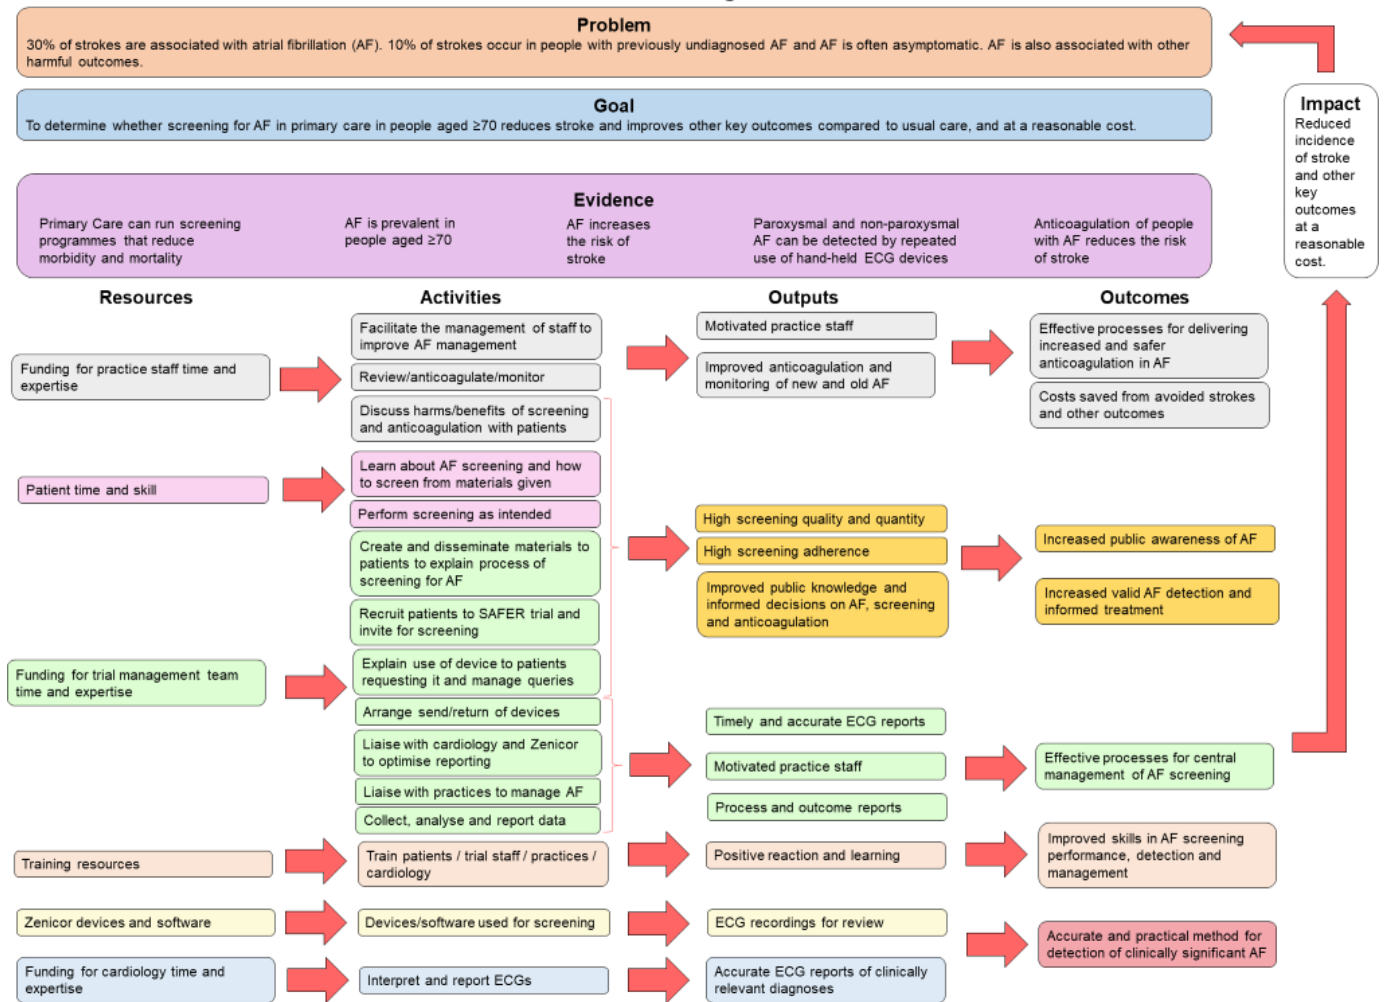 Problem
30% of strokes are associated with atrial fibrillation (AF). 10% of strokes occur in people with previously undiagnosed AF and AF is often asymptomatic. AF is also associated with other
harmful outcomes.
Goal
To determine whether screening for AF in primary care in people aged ≥70 reduces stroke and improves other key outcomes compared to usual care, and at a reasonable cost.
Impact
Reduced
incidence
of stroke
and other
key
outcomes
at a
reasonable
cost.
Evidence
Primary Care can run screening
programmes that reduce
morbidity and mortality
AF is prevalent in
people aged ≥70
AF increases
the risk of
stroke
Paroxysmal and non-paroxysmal
AF can be detected by repeated
use of hand-held ECG devices
Anticoagulation of people
with AF reduces the risk
of stroke
Resources
Activities
Outputs
Outcomes
Funding for practice staff time and
expertise
Facilitate the management of staff to
improve AF management
Review/anticoagulate/monitor
Discuss harms/benefits of screening
and anticoagulation with patients
Motivated practice staff
Improved anticoagulation and
monitoring of new and old AF
Effective processes for delivering
increased and safer
anticoagulation in AF
Costs saved from avoided strokes
and other outcomes
Patient time and skill
Learn about AF screening and how
to screen from materials given
Perform screening as intended
Create and disseminate materials to
patients to explain process of
screening for AF
Recruit patients to SAFER trial and
invite for screening
Explain use of device to patients
requesting it and manage queries
High screening quality and quantity
High screening adherence
Improved public knowledge and
informed decisions on AF, screening
and anticoagulation
Increased public awareness of AF
Increased valid AF detection and
informed treatment
Funding for trial management team
time and expertise
Arrange send/return of devices
Liaise with cardiology and Zenicor
to optimise reporting
Liaise with practices to manage AF
Collect, analyse and report data
Timely and accurate ECG reports
Motivated practice staff
Process and outcome reports
Effective processes for central
management of AF screening
Training resources
Train patients / trial staff / practices /
cardiology
Positive reaction and learning
Improved skills in AF screening
performance, detection and
management
Zenicor devices and software
Devices/software used for screening
ECG recordings for review
Accurate and practical method for
detection of clinically significant AF
Funding for cardiology time and
expertise
Interpret and report ECGs
Accurate ECG reports of clinically
relevant diagnoses